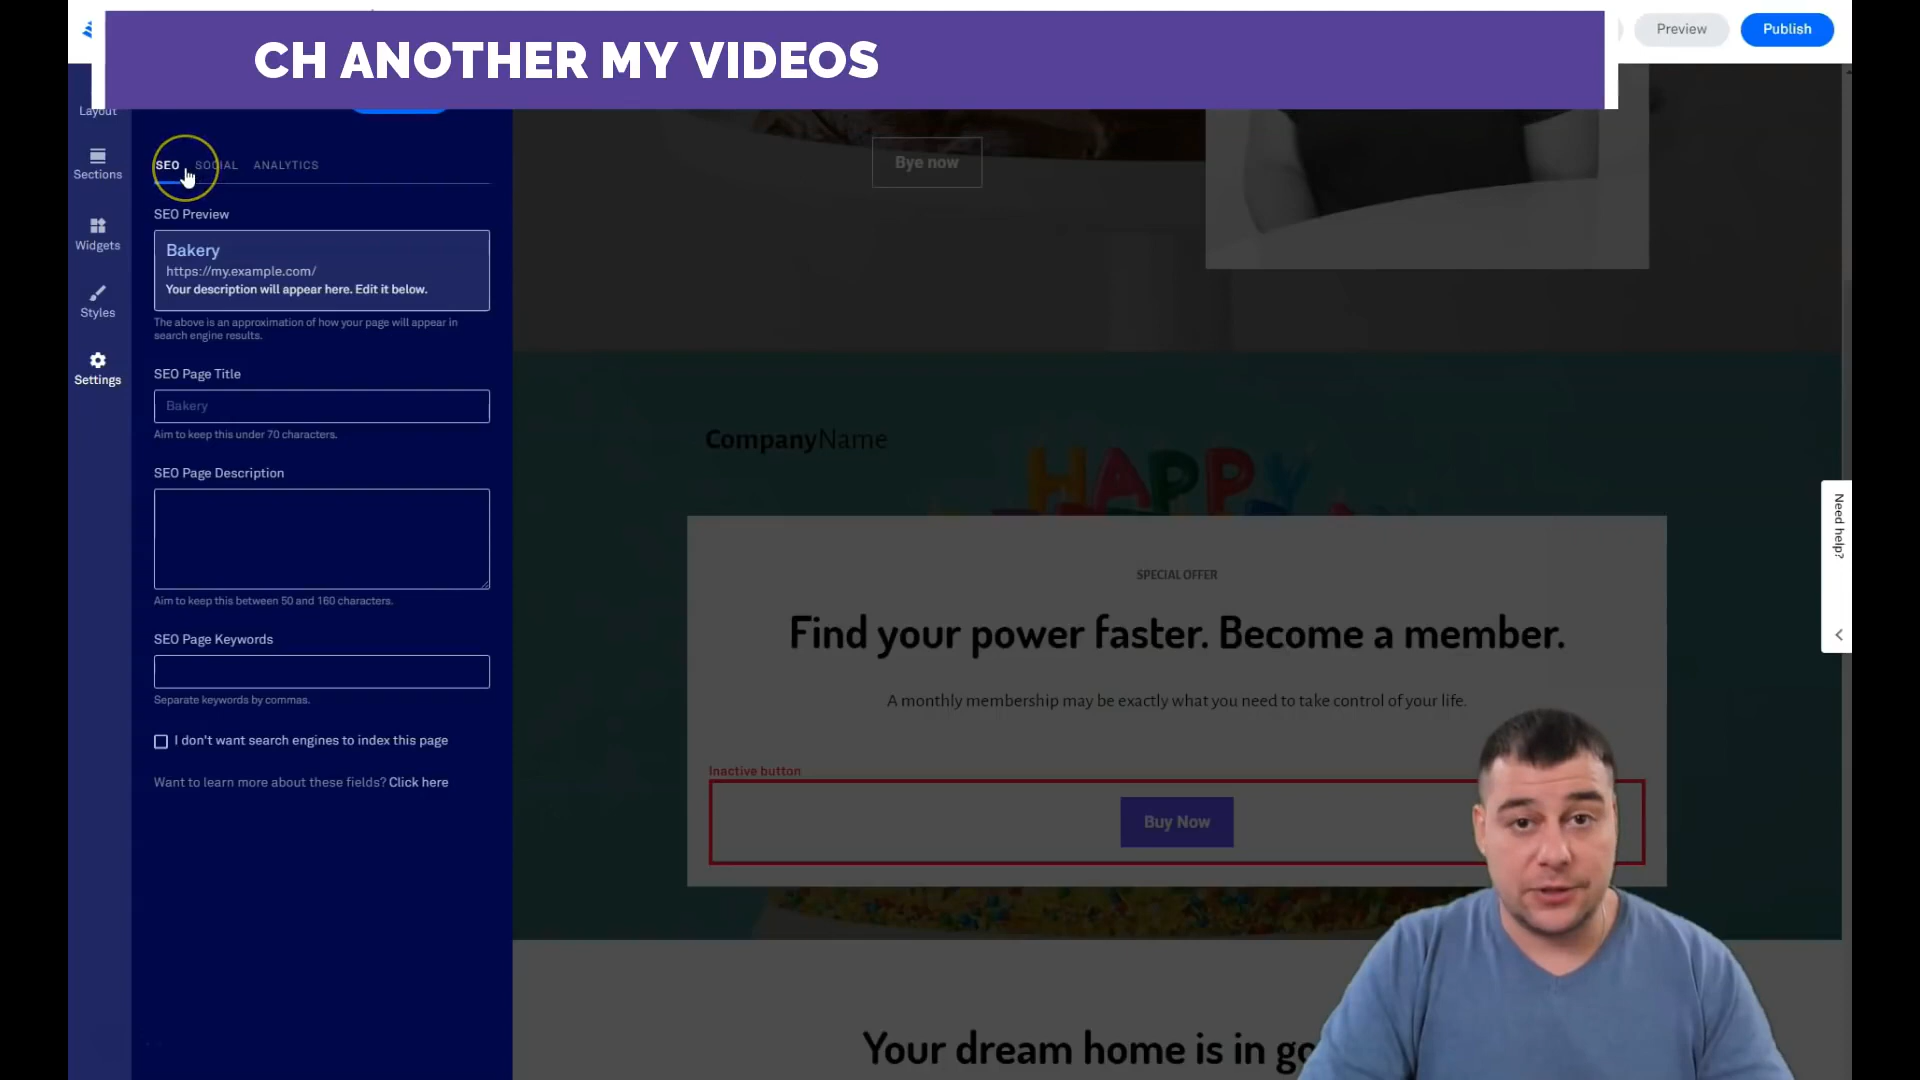 CH ANOTHER MY VIDEOS
Preview
Publish
Layout
Sections
Widgets
Styles
Settings
SEO
SOCIAL
ANALYTICS
SEO Preview
Bakery
https://my.example.com/
Your description will appear here. Edit it below.
The above is an approximation of how your page will appear in
search engine results.
SEO Page Title
Bakery
Aim to keep this under 70 characters.
SEO Page Description
Aim to keep this between 50 and 160 characters.
SEO Page Keywords
Separate keywords by commas.
I don't want search engines to index this page
Want to learn more about these fields? Click here
Bye now
CompanyName
HAPPY
SPECIAL OFFER
Find your power faster. Become a member.
A monthly membership may be exactly what you need to take control of your life.
Inactive button
Buy Now
Your dream home is in go
Need help?